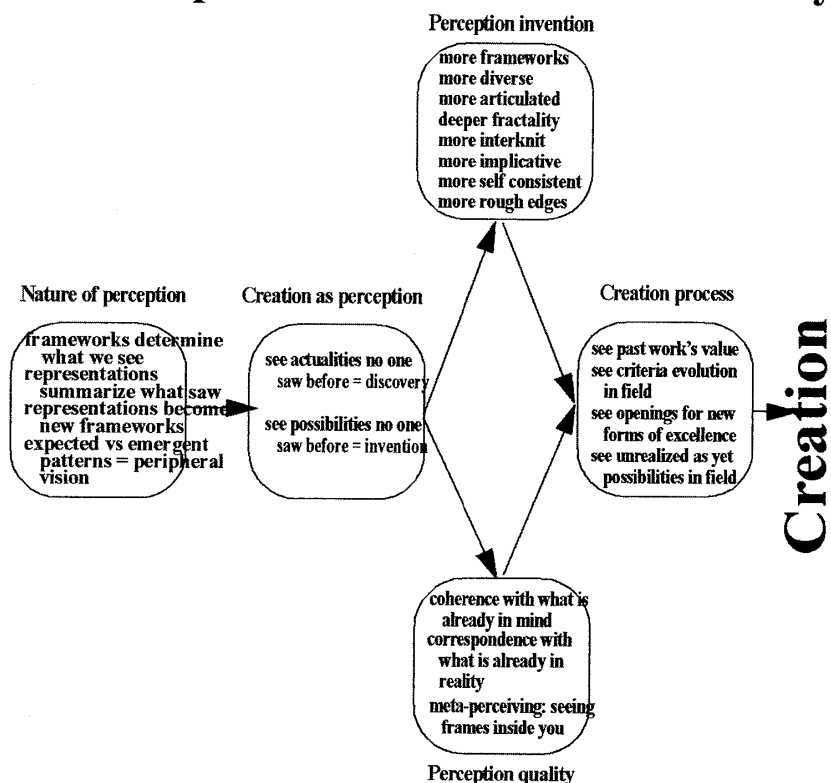 Perception invention
more frameworks
more diverse
more articulated
deeper fractality
more interknit
more implicative
more self consistent
more rough edges
Nature of perception
frameworks determine
what we see
representations
summarize what saw
representations become
new frameworks
expected vs emergent
patterns = peripheral
vision
Creation as perception
see actualities no one
saw before = discovery
see possibilities no one
saw before = invention
Creation process
see past work's value
see criteria evolution
in field
see openings for new
forms of excellence
see unrealized as yet
possibilities in field
Creation
coherence with what is
already in mind
correspondence with
what is already in
reality
meta-perceiving: seeing
frames inside you
Perception quality